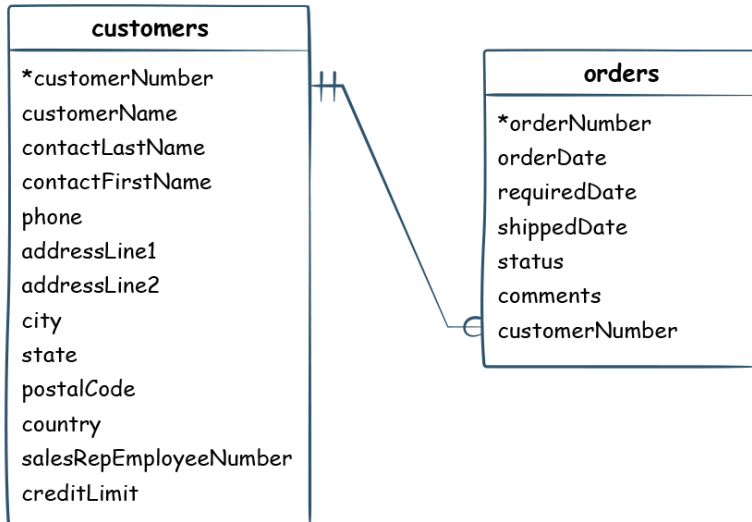 customers
*customerNumber
customerName
contactLastName
contactFirstName
phone
addressLine1
addressLine2
city
state
postalCode
country
salesRepEmployeeNumber
creditLimit
orders
*orderNumber
orderDate
requiredDate
shippedDate
status
comments
customerNumber